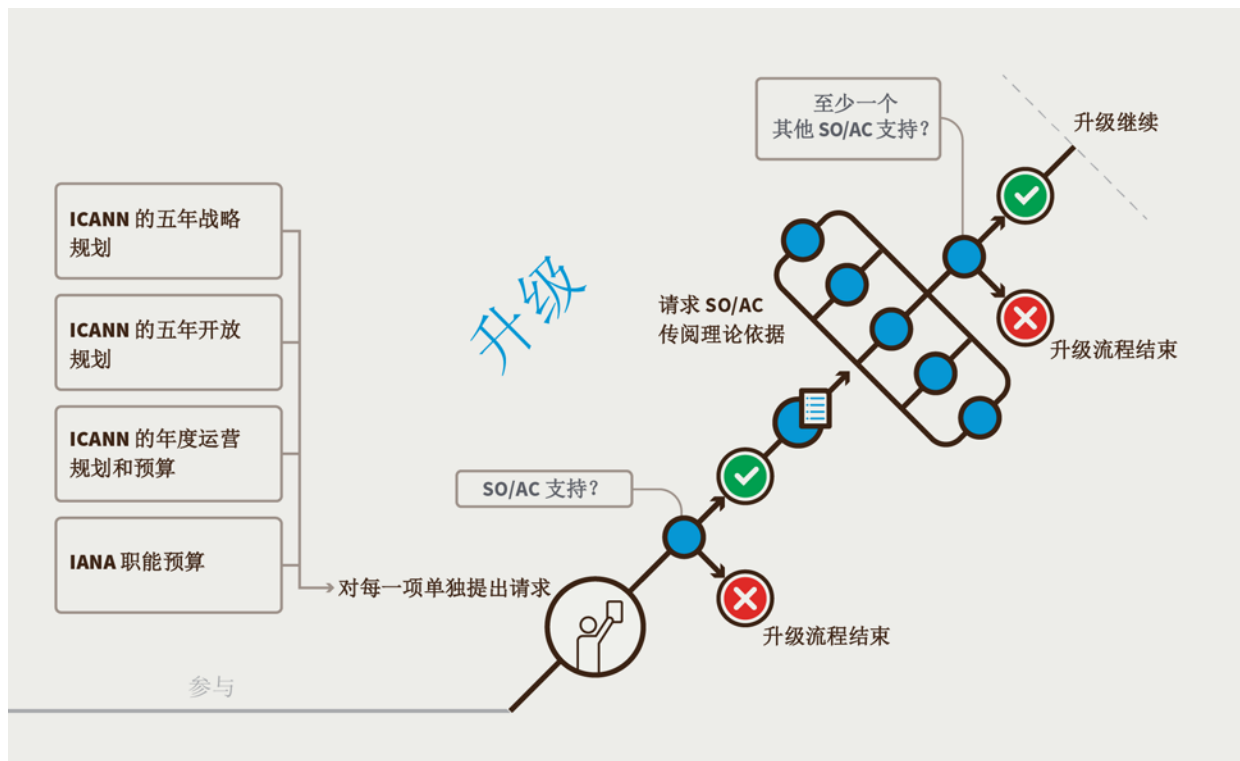 ICANN 的五年战略
规划
ICANN 的五年开放
规划
ICANN 的年度运营
规划和预算
IANA 职能预算
对每一项单独提出请求
参与
升级
SO/AC 支持？
升级流程结束
请求 SO/AC
传阅理论依据
至少一个
其他 SO/AC 支持？
升级继续
升级流程结束